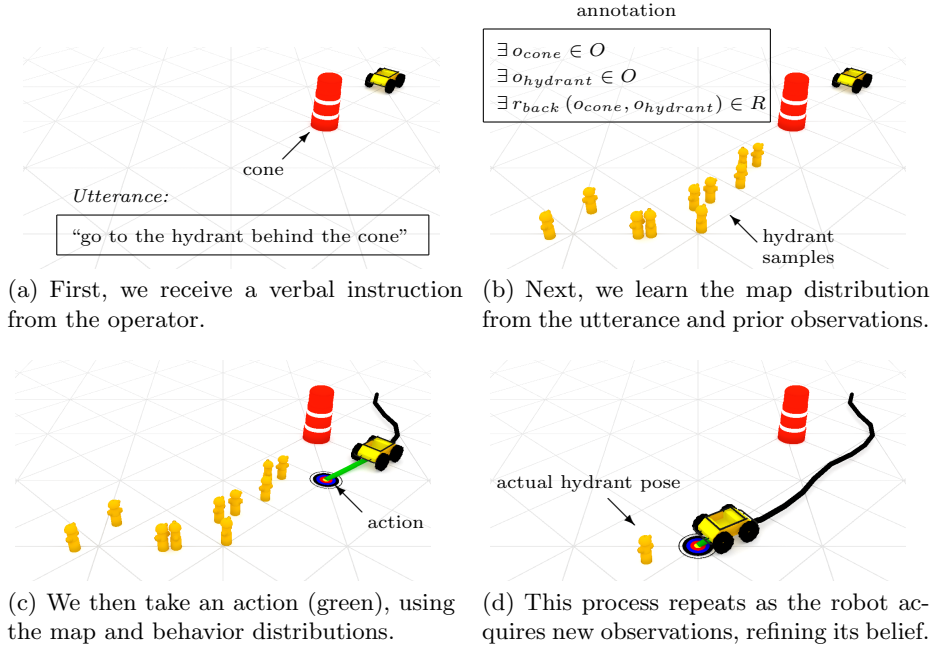 cone
Utterance:
“go to the hydrant behind the cone”
(a) First, we receive a verbal instruction
from the operator.
annotation
∃ o_cone ∈ O
∃ o_hydrant ∈ O
∃ r_back (o_cone, o_hydrant) ∈ R
hydrant
samples
(b) Next, we learn the map distribution
from the utterance and prior observations.
action
(c) We then take an action (green), using
the map and behavior distributions.
actual hydrant pose
(d) This process repeats as the robot ac-
quires new observations, refining its belief.